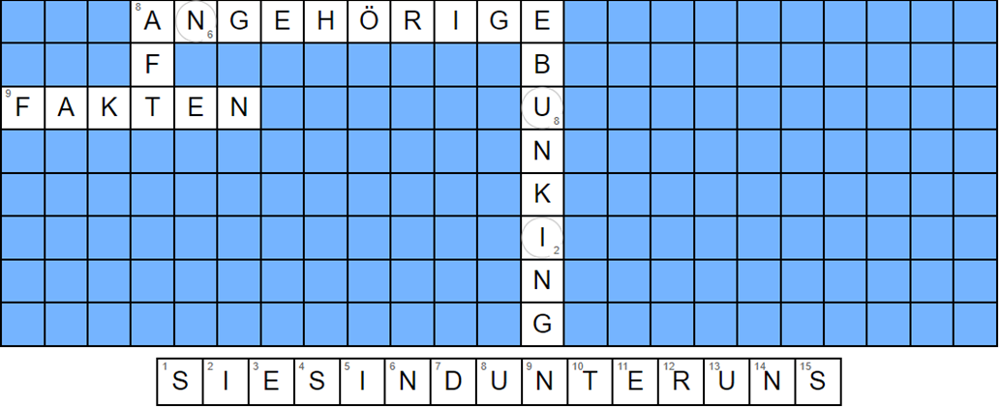 8 A N 6 G E H Ö R I G E
F B
9 F A K T E N U 8
N
K
I 2
N
G
1 S 2 I 3 E 4 S 5 I 6 N 7 D 8 U 9 N 10 T 11 E 12 R 13 U 14 N 15 S